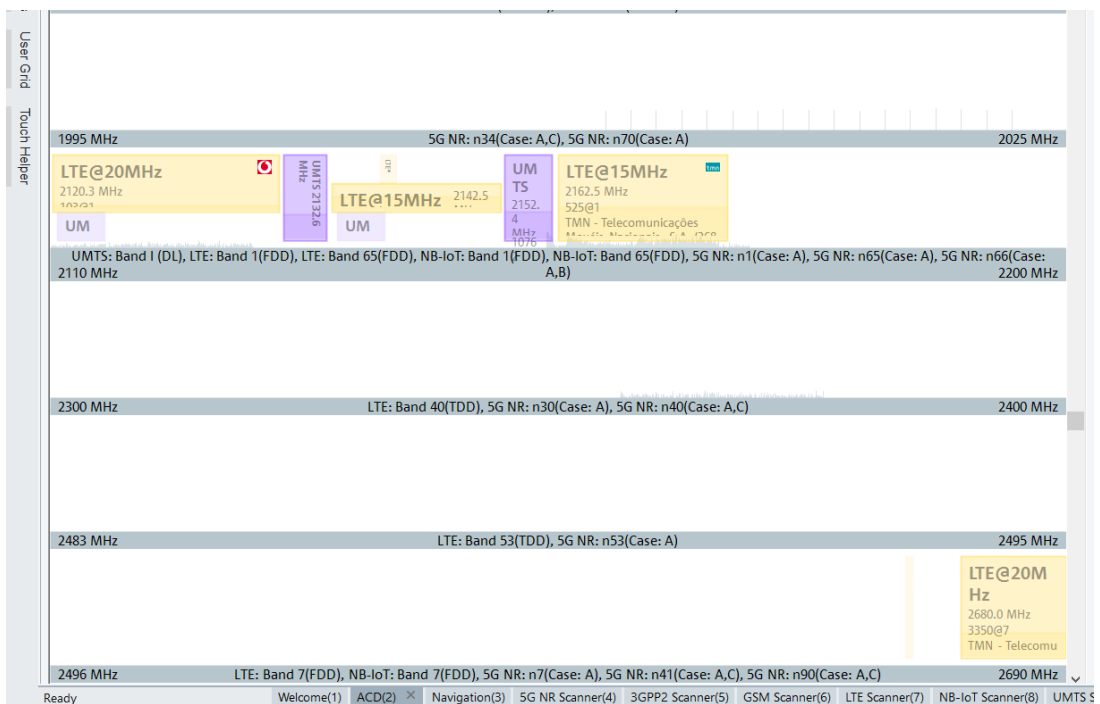 User Grid
Touch Helper
1995 MHz 5G NR: n34(Case: A,C), 5G NR: n70(Case: A) 2025 MHz
LTE@20MHz
2120.3 MHz
UM
UMTS 2132.6 MHz
LTE@15MHz 2142.5
UM
UM
TS
2152.
4
MHz
1076
LTE@15MHz tmn
2162.5 MHz
525@1
TMN - Telecomunicações
UMTS: Band I (DL), LTE: Band 1(FDD), LTE: Band 65(FDD), NB-IoT: Band 1(FDD), NB-IoT: Band 65(FDD), 5G NR: n1(Case: A), 5G NR: n65(Case: A), 5G NR: n66(Case:
2110 MHz A,B) 2200 MHz
2300 MHz LTE: Band 40(TDD), 5G NR: n30(Case: A), 5G NR: n40(Case: A,C) 2400 MHz
2483 MHz LTE: Band 53(TDD), 5G NR: n53(Case: A) 2495 MHz
LTE@20M
Hz
2680.0 MHz
3350@7
TMN - Telecomu
2496 MHz LTE: Band 7(FDD), NB-IoT: Band 7(FDD), 5G NR: n7(Case: A), 5G NR: n41(Case: A,C), 5G NR: n90(Case: A,C) 2690 MHz
Ready Welcome(1) ACD(2) × Navigation(3) 5G NR Scanner(4) 3GPP2 Scanner(5) GSM Scanner(6) LTE Scanner(7) NB-IoT Scanner(8) UMTS S